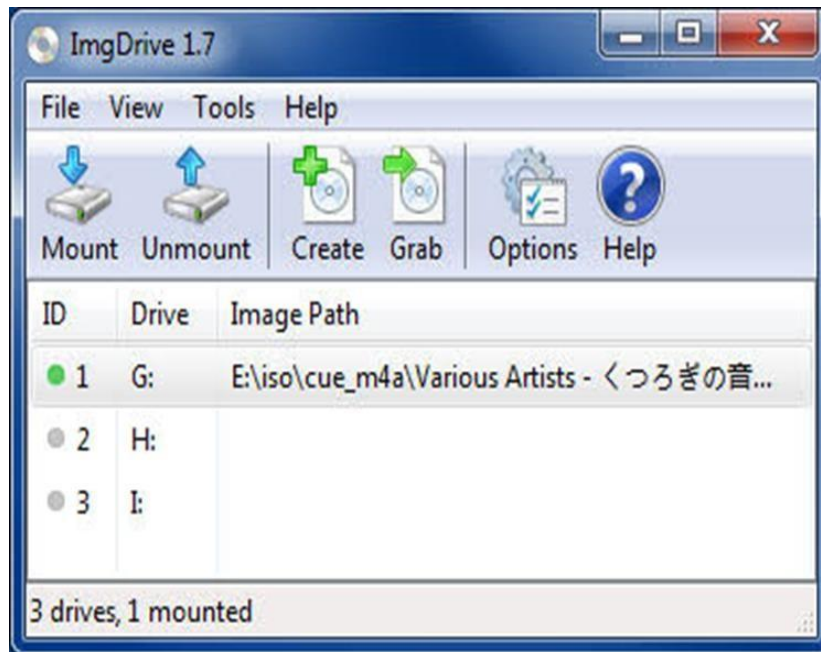 ImgDrive 1.7
File View Tools Help
Mount Unmount Create Grab Options Help
ID Drive Image Path
1 G: E:\iso\cue_m4a\Various Artists - くつろぎの音...
2 H:
3 I:
3 drives, 1 mounted